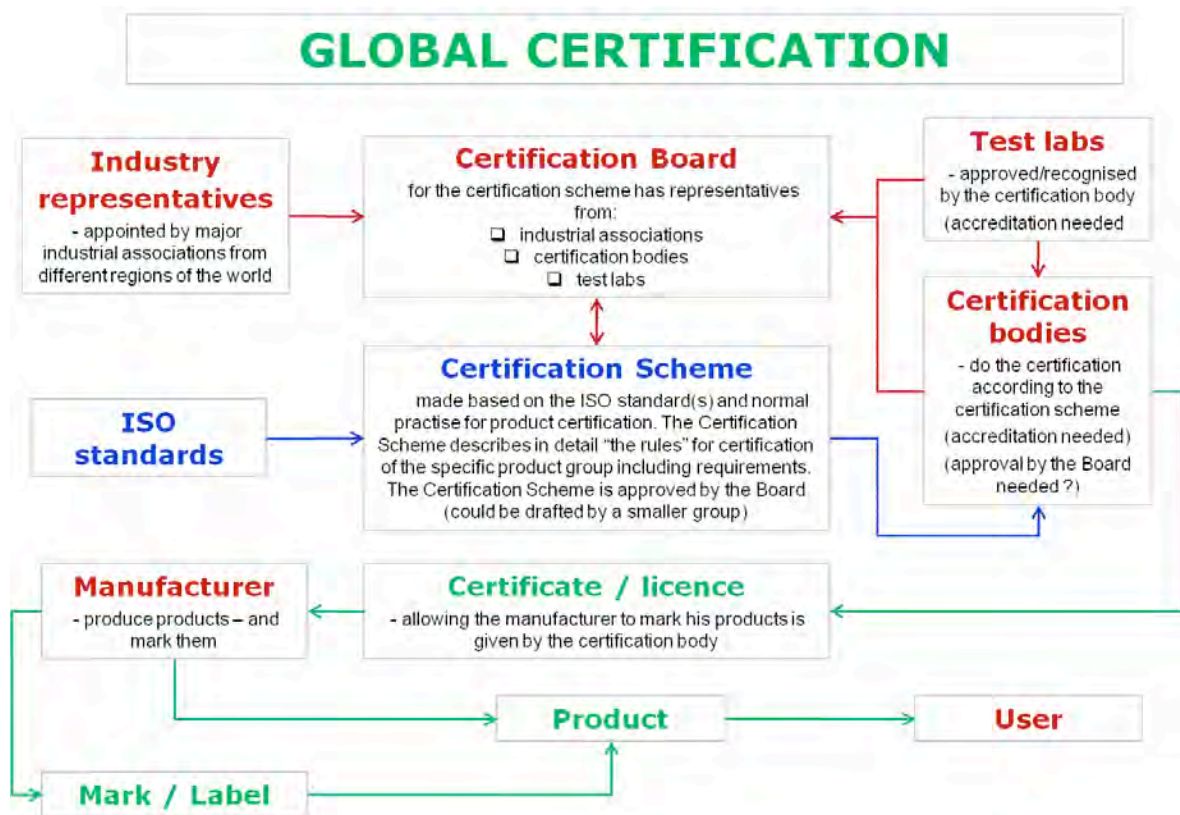 GLOBAL CERTIFICATION
Industry
representatives
- appointed by major
industrial associations from
different regions of the world
Certification Board
for the certification scheme has representatives
from:
❑ industrial associations
❑ certification bodies
❑ test labs
Test labs
- approved/recognised
by the certification body
(accreditation needed
Certification
bodies
- do the certification
according to the
certification scheme
(accreditation needed)
(approval by the Board
needed ?)
ISO
standards
Certification Scheme
made based on the ISO standard(s) and normal
practise for product certification. The Certification
Scheme describes in detail “the rules” for certification
of the specific product group including requirements.
The Certification Scheme is approved by the Board
(could be drafted by a smaller group)
Manufacturer
- produce products – and
mark them
Certificate / licence
- allowing the manufacturer to mark his products is
given by the certification body
Product
User
Mark / Label